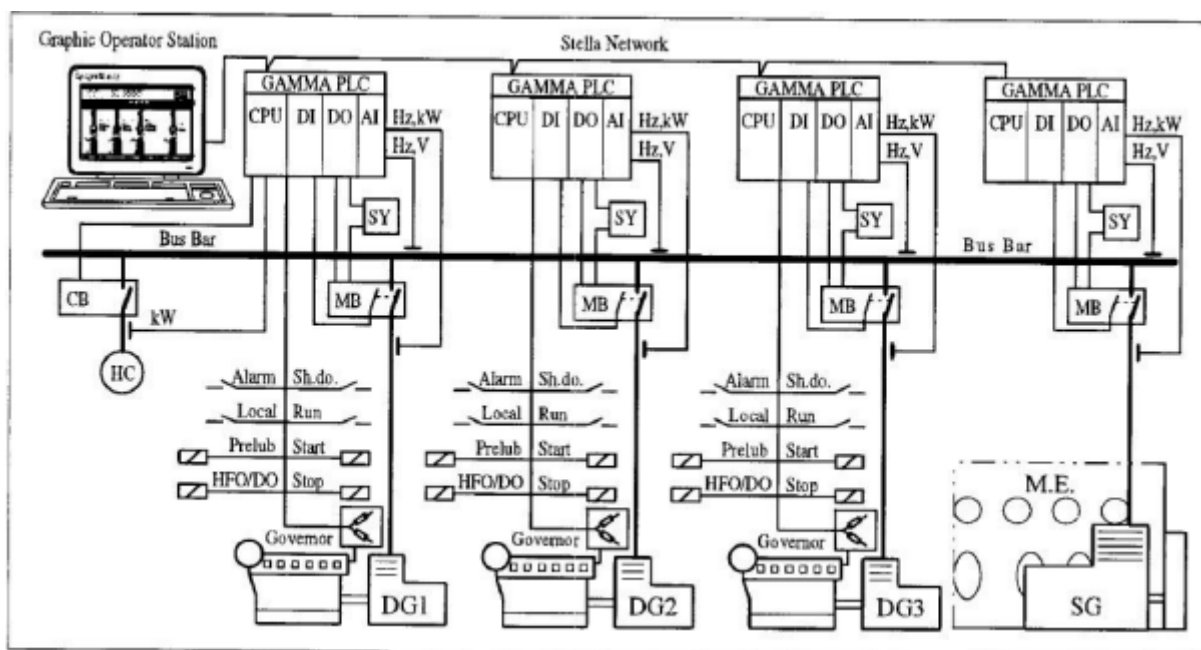 Graphic Operator Station
Stella Network
GAMMA PLC
CPU DI DO AI
Hz,kW
Hz,V
SY
GAMMA PLC
CPU DI DO AI
Hz,kW
Hz,V
SY
GAMMA PLC
CPU DI DO AI
Hz,kW
Hz,V
SY
GAMMA PLC
CPU DI DO AI
Hz,kW
Hz,V
SY
Bus Bar
Bus Bar
CB
kW
HC
MB
MB
MB
MB
Alarm Sh.do.
Local Run
Prelub Start
HFO/DO Stop
Governor
DG1
Alarm Sh.do.
Local Run
Prelub Start
HFO/DO Stop
Governor
DG2
Alarm Sh.do.
Local Run
Prelub Start
HFO/DO Stop
Governor
DG3
M.E.
SG